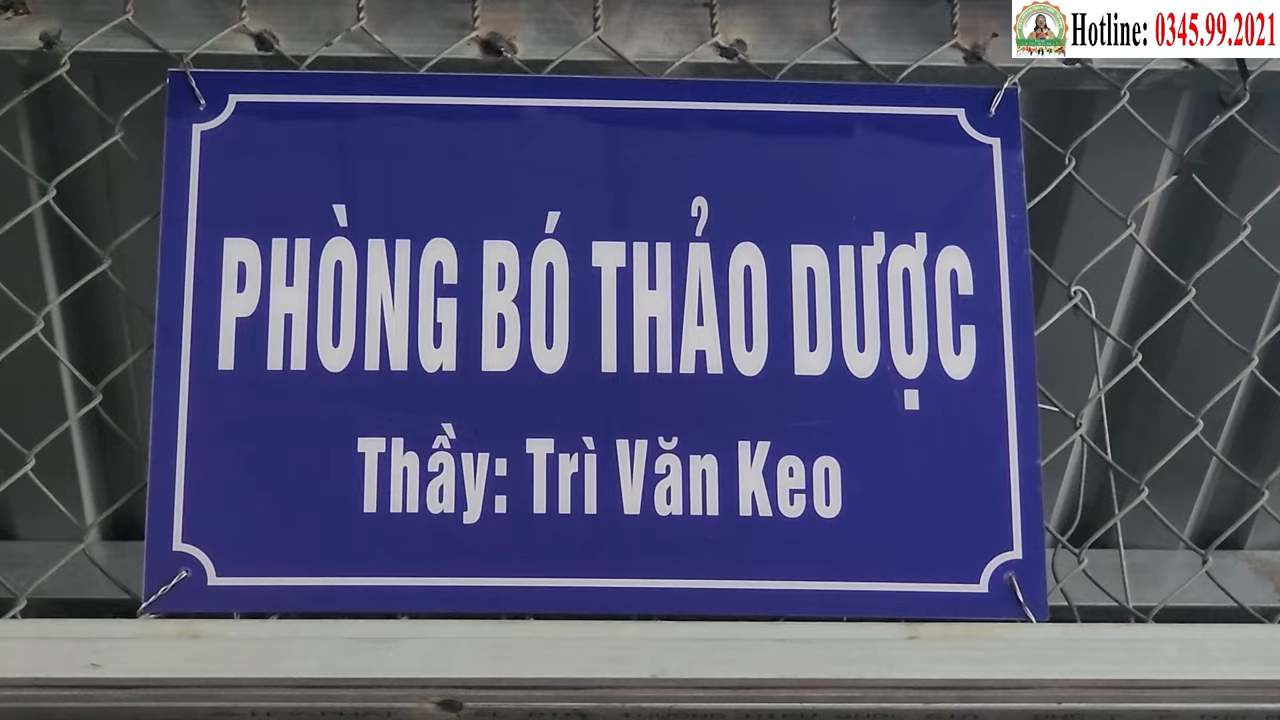 Hotline: 0345.99.2021
PHÒNG BÓ THẢO DƯỢC
Thầy: Trì Văn Keo